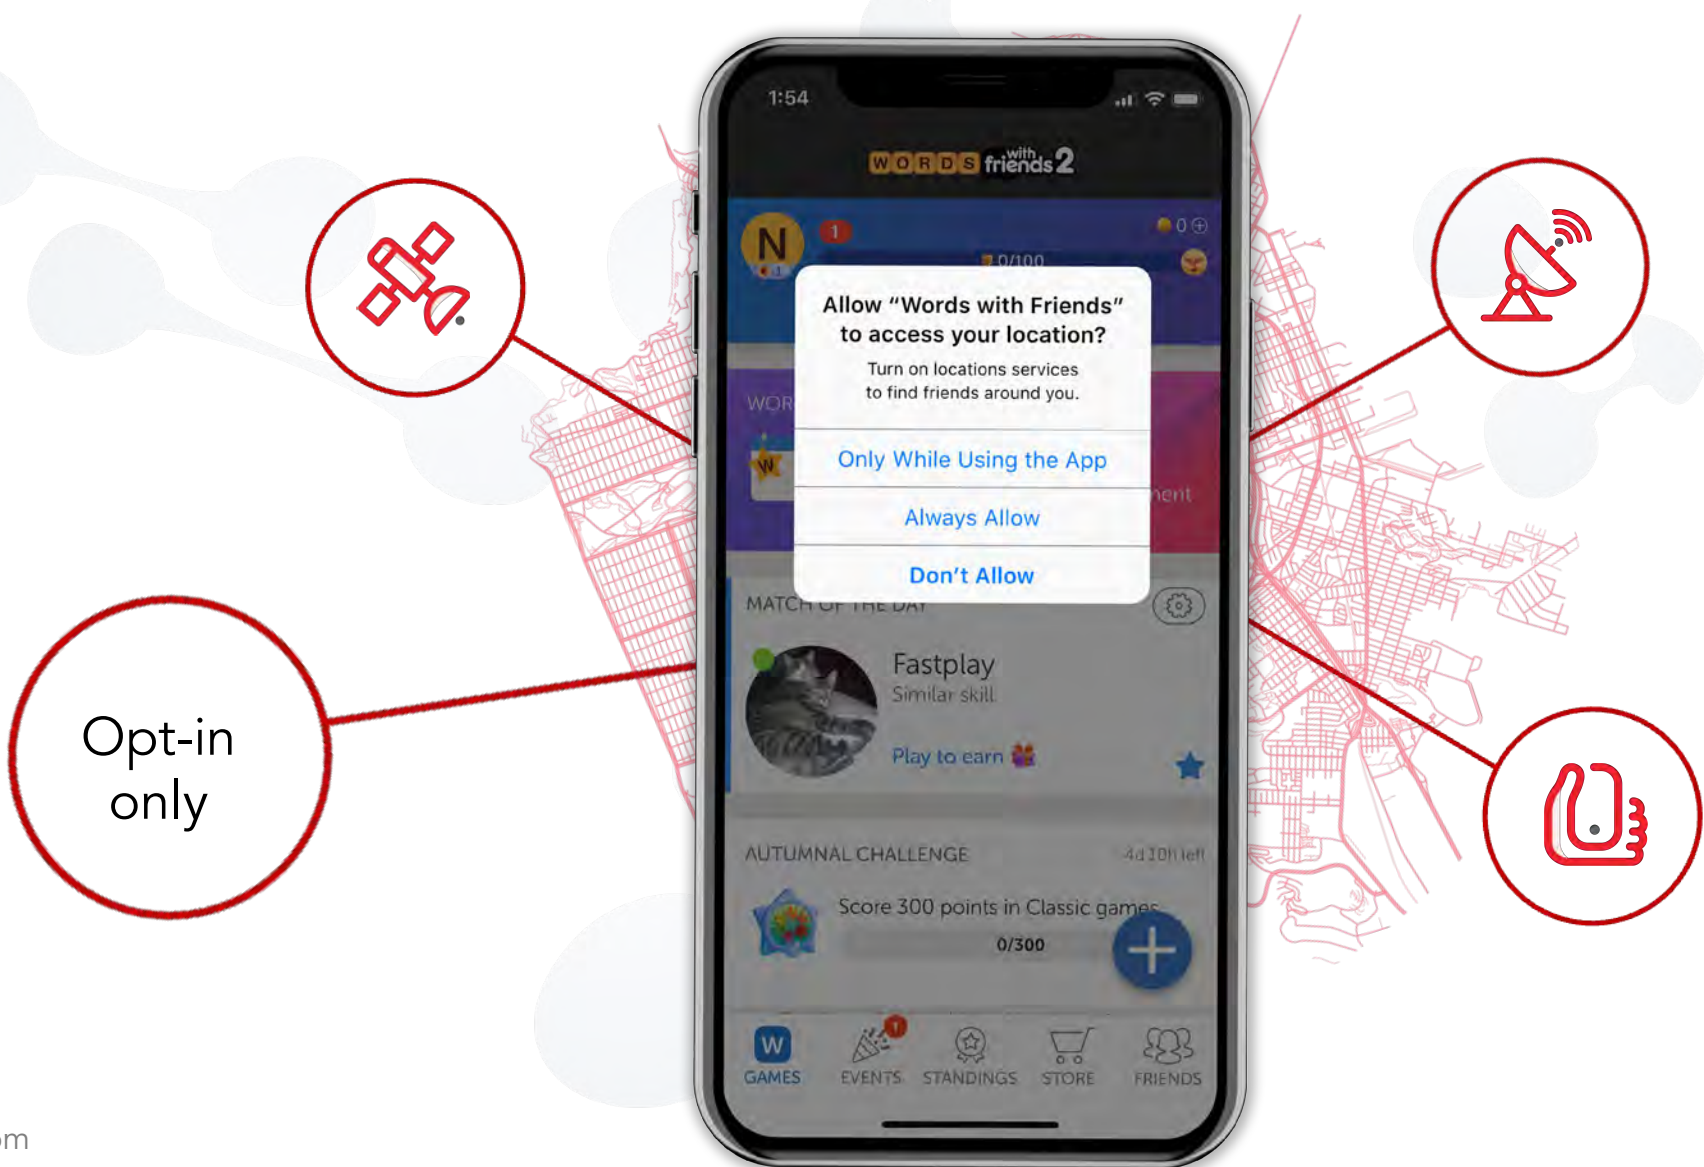 1:54
WORDS with friends 2
N
1
0
0/100
Allow “Words with Friends”
to access your location?
Turn on locations services
to find friends around you.
WOR
W
Only While Using the App
Always Allow
Don’t Allow
MATCH OF THE DAY
Fastplay
Similar skill
Play to earn
Opt-in
only
AUTUMNAL CHALLENGE
4d 10h left
Score 300 points in Classic games
0/300
W
1
GAMES EVENTS STANDINGS STORE FRIENDS